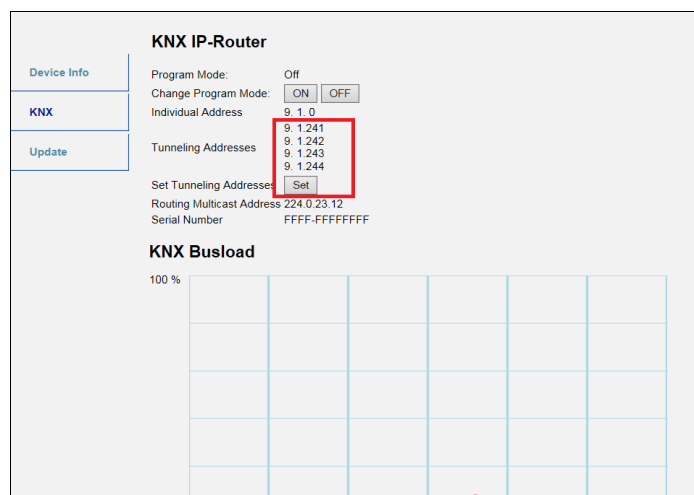 KNX IP-Router
Device Info
Program Mode: Off
Change Program Mode: ON OFF
KNX
Individual Address 9. 1. 0
9. 1.241
9. 1.242
Update
Tunneling Addresses
9. 1.243
9. 1.244
Set Tunneling Addresses Set
Routing Multicast Address 224.0.23.12
Serial Number FFFF-FFFFFFFF
KNX Busload
100 %